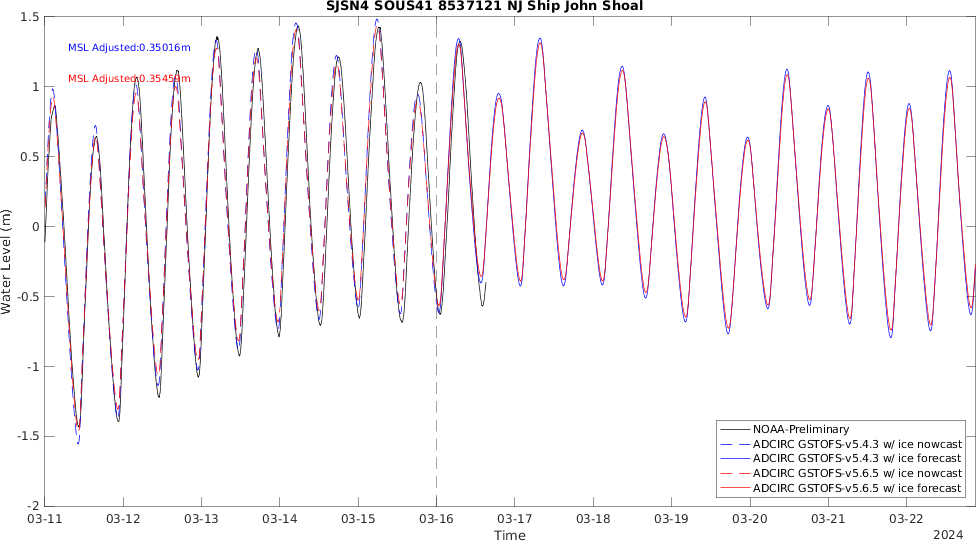 SJSN4 SOUS41 8537121 NJ Ship John Shoal
MSL Adjusted:0.35016m
MSL Adjusted:0.35459m
1.5
1
0.5
0
-0.5
-1
-1.5
-2
Water Level (m)
03-11 03-12 03-13 03-14 03-15 03-16 03-17 03-18 03-19 03-20 03-21 03-22
Time
2024
NOAA-Preliminary
ADCIRC GSTOFS-v5.4.3 w/ ice nowcast
ADCIRC GSTOFS-v5.4.3 w/ ice forecast
ADCIRC GSTOFS-v5.6.5 w/ ice nowcast
ADCIRC GSTOFS-v5.6.5 w/ ice forecast